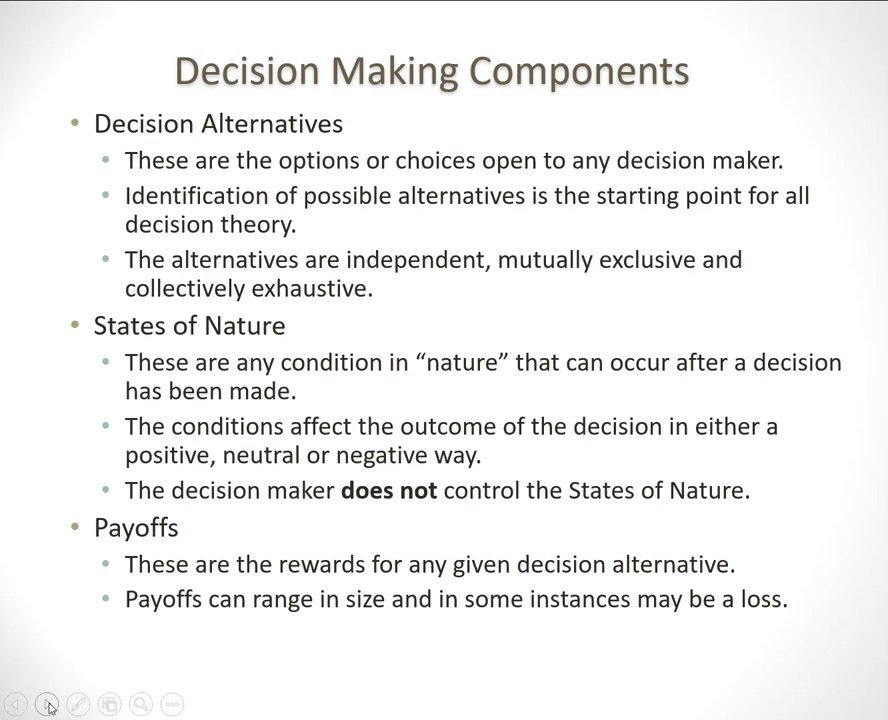 Decision Making Components
• Decision Alternatives
• These are the options or choices open to any decision maker.
• Identification of possible alternatives is the starting point for all
decision theory.
• The alternatives are independent, mutually exclusive and
collectively exhaustive.
• States of Nature
• These are any condition in “nature” that can occur after a decision
has been made.
• The conditions affect the outcome of the decision in either a
positive, neutral or negative way.
• The decision maker does not control the States of Nature.
• Payoffs
• These are the rewards for any given decision alternative.
• Payoffs can range in size and in some instances may be a loss.